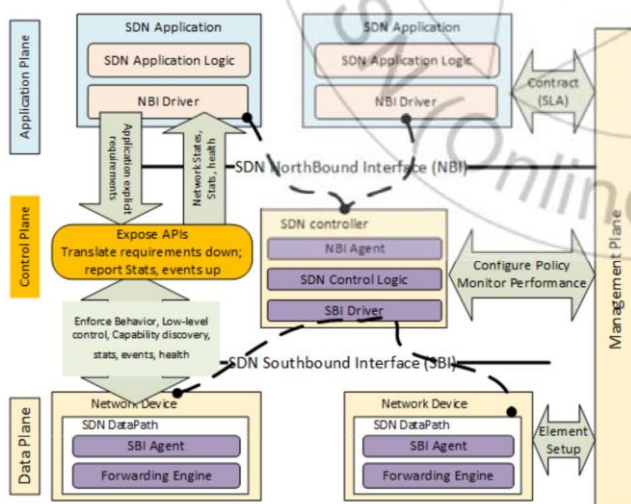 SDN Application
SDN Application Logic
NBI Driver
SDN Application
SDN Application Logic
NBI Driver
Application Plane
Contract
(SLA)
Application explicit
requirements
Network States,
Stats, health
SDN NorthBound Interface (NBI)
SN (Online
Control Plane
Expose APIs
Translate requirements down;
report Stats, events up
SDN controller
NBI Agent
SDN Control Logic
SBI Driver
Configure Policy
Monitor Performance
Management Plane
Enforce Behavior, Low-level
control, Capability discovery,
stats, events, health
SDN Southbound Interface (SBI)
Data Plane
Network Device
SDN DataPath
SBI Agent
Forwarding Engine
Network Device
SDN DataPath
SBI Agent
Forwarding Engine
Element
Setup